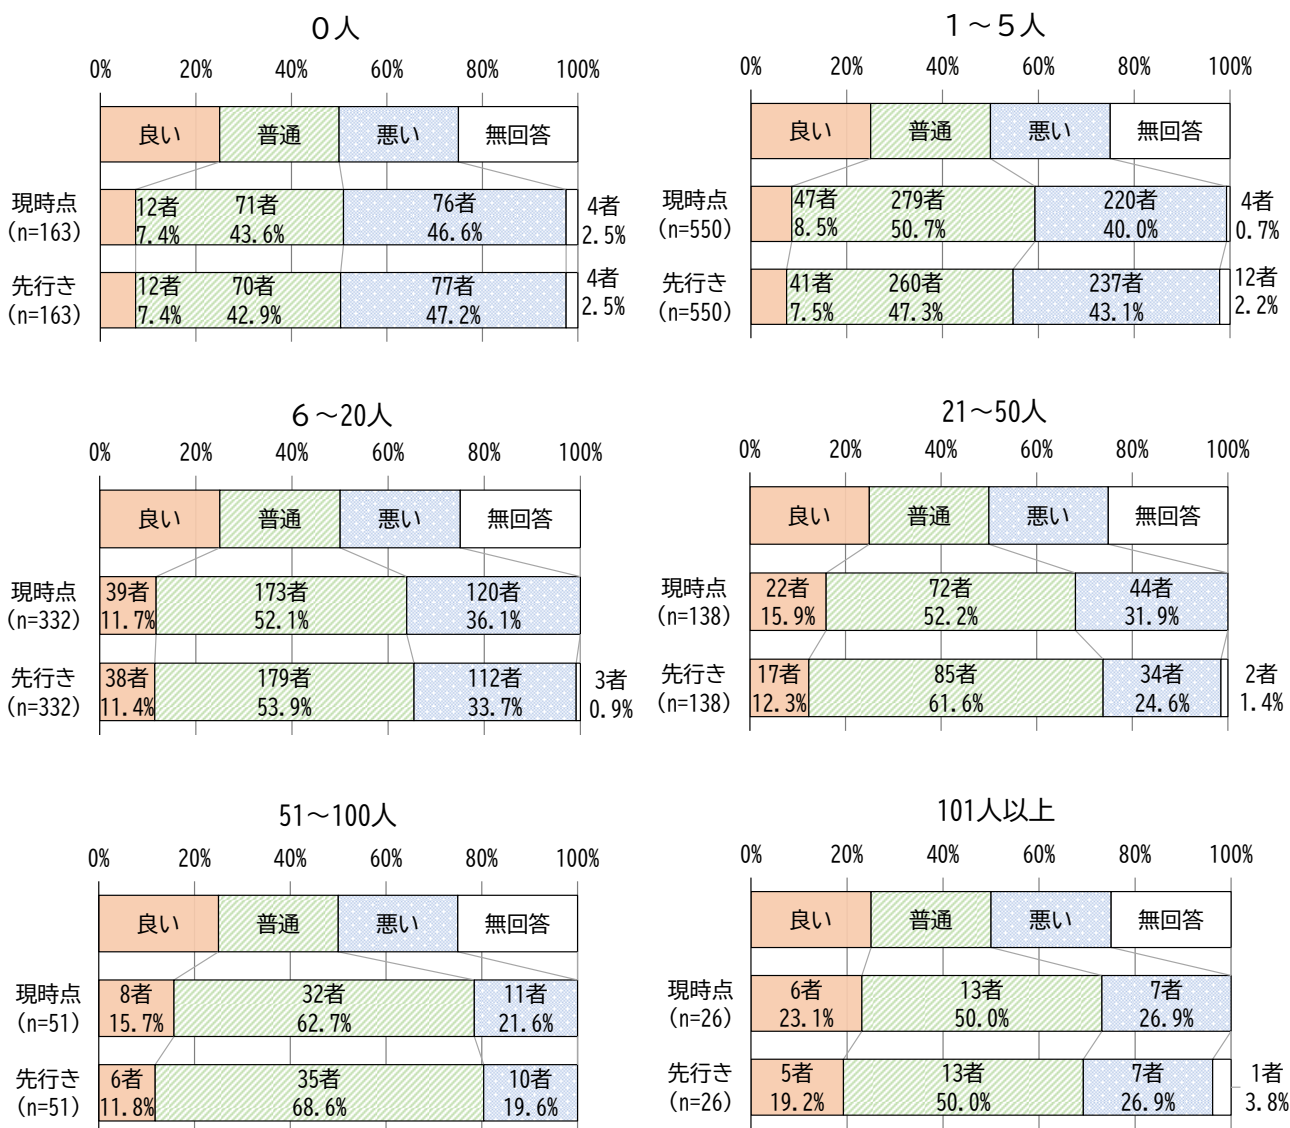 ０人
0% 20% 40% 60% 80% 100%
良い 普通 悪い 無回答
現時点
(n=163)
12者 71者 76者 4者
7.4% 43.6% 46.6% 2.5%
先行き
(n=163)
12者 70者 77者 4者
7.4% 42.9% 47.2% 2.5%
１～５人
0% 20% 40% 60% 80% 100%
良い 普通 悪い 無回答
現時点
(n=550)
47者 279者 220者 4者
8.5% 50.7% 40.0% 0.7%
先行き
(n=550)
41者 260者 237者 12者
7.5% 47.3% 43.1% 2.2%
６～20人
0% 20% 40% 60% 80% 100%
良い 普通 悪い 無回答
現時点
(n=332)
39者 173者 120者
11.7% 52.1% 36.1%
先行き
(n=332)
38者 179者 112者 3者
11.4% 53.9% 33.7% 0.9%
21～50人
0% 20% 40% 60% 80% 100%
良い 普通 悪い 無回答
現時点
(n=138)
22者 72者 44者
15.9% 52.2% 31.9%
先行き
(n=138)
17者 85者 34者 2者
12.3% 61.6% 24.6% 1.4%
51～100人
0% 20% 40% 60% 80% 100%
良い 普通 悪い 無回答
現時点
(n=51)
8者 32者 11者
15.7% 62.7% 21.6%
先行き
(n=51)
6者 35者 10者
11.8% 68.6% 19.6%
101人以上
0% 20% 40% 60% 80% 100%
良い 普通 悪い 無回答
現時点
(n=26)
6者 13者 7者
23.1% 50.0% 26.9%
先行き
(n=26)
5者 13者 7者 1者
19.2% 50.0% 26.9% 3.8%